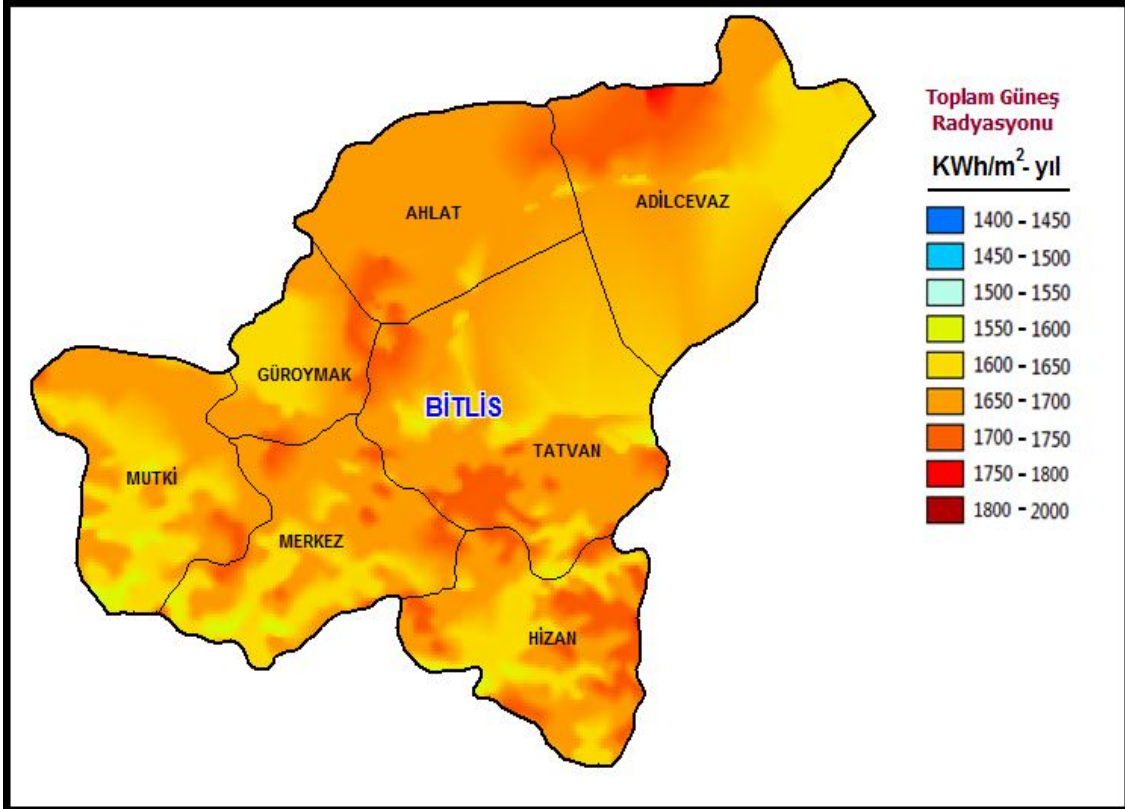 Toplam Güneş
Radyasyonu
KWh/m²- yıl
1400 - 1450
1450 - 1500
1500 - 1550
1550 - 1600
1600 - 1650
1650 - 1700
1700 - 1750
1750 - 1800
1800 - 2000
AHLAT
ADİLCEVAZ
GÜROYMAK
BİTLİS
TATVAN
MUTKİ
MERKEZ
HİZAN